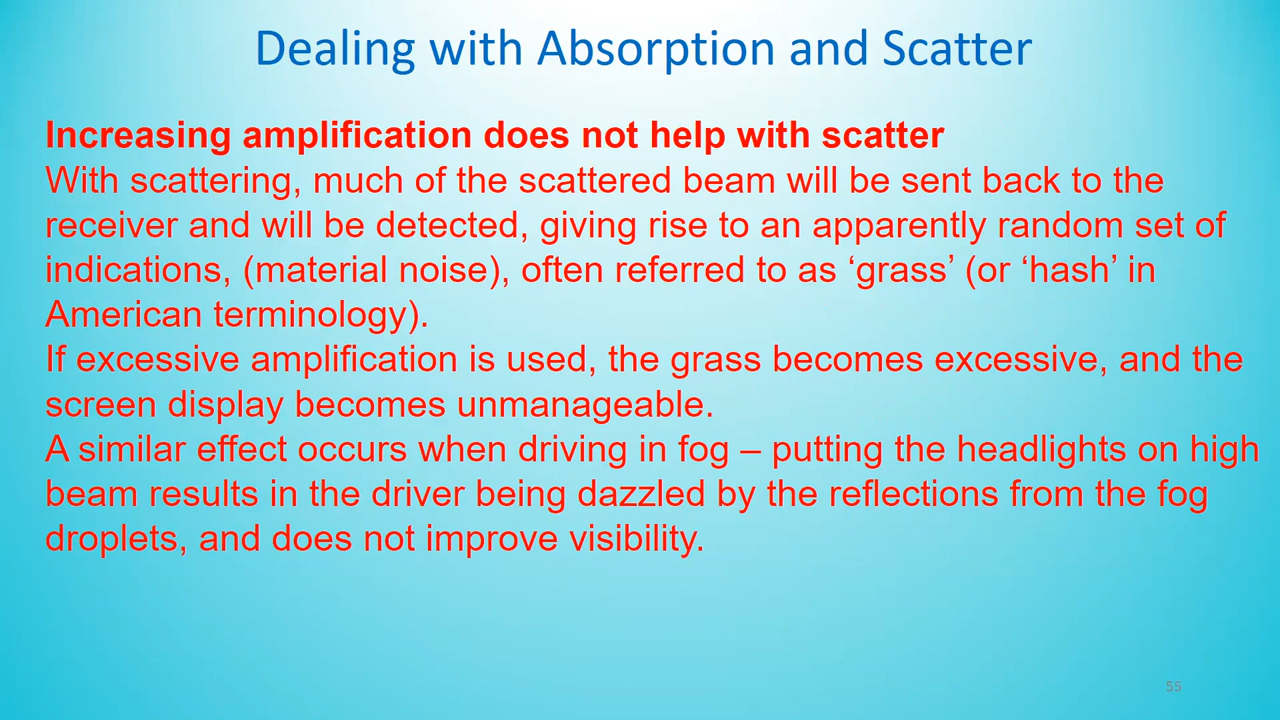 Dealing with Absorption and Scatter
Increasing amplification does not help with scatter
With scattering, much of the scattered beam will be sent back to the
receiver and will be detected, giving rise to an apparently random set of
indications, (material noise), often referred to as ‘grass’ (or ‘hash’ in
American terminology).
If excessive amplification is used, the grass becomes excessive, and the
screen display becomes unmanageable.
A similar effect occurs when driving in fog – putting the headlights on high
beam results in the driver being dazzled by the reflections from the fog
droplets, and does not improve visibility.
55